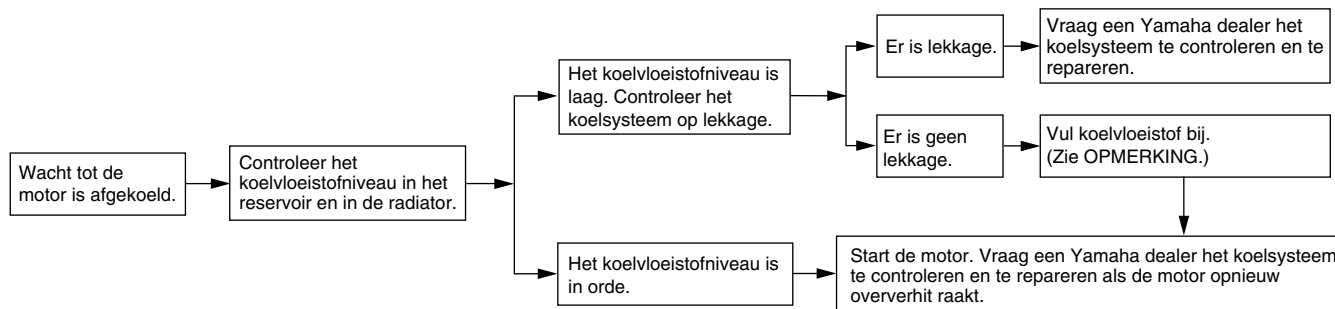 Wacht tot de
motor is afgekoeld.
Controleer het
koelvloeistofniveau in het
reservoir en in de radiator.
Het koelvloeistofniveau is
laag. Controleer het
koelsysteem op lekkage.
Er is lekkage.
Vraag een Yamaha dealer het
koelsysteem te controleren en te
repareren.
Er is geen
lekkage.
Vul koelvloeistof bij.
(Zie OPMERKING.)
Het koelvloeistofniveau is
in orde.
Start de motor. Vraag een Yamaha dealer het koelsysteem
te controleren en te repareren als de motor opnieuw
oververhit raakt.